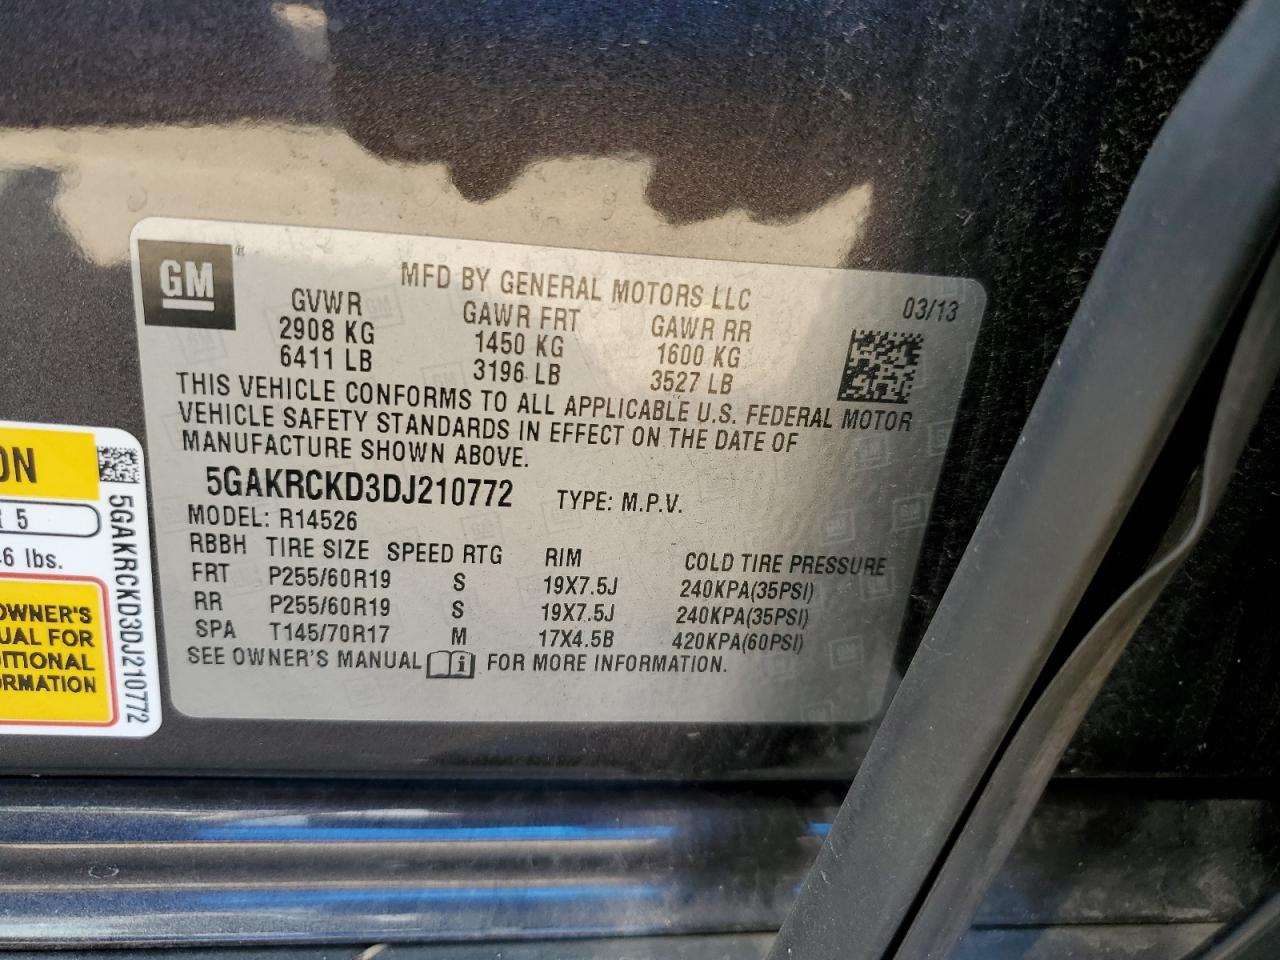 GM
MFD BY GENERAL MOTORS LLC
03/13
GVWR GAWR FRT GAWR RR
2908 KG 1450 KG 1600 KG
6411 LB 3196 LB 3527 LB
THIS VEHICLE CONFORMS TO ALL APPLICABLE U.S. FEDERAL MOTOR
VEHICLE SAFETY STANDARDS IN EFFECT ON THE DATE OF
MANUFACTURE SHOWN ABOVE.
5GAKRCKD3DJ210772 TYPE: M.P.V.
MODEL: R14526
RBBH TIRE SIZE SPEED RTG RIM COLD TIRE PRESSURE
FRT P255/60R19 S 19X7.5J 240KPA(35PSI)
RR P255/60R19 S 19X7.5J 240KPA(35PSI)
SPA T145/70R17 M 17X4.5B 420KPA(60PSI)
SEE OWNER'S MANUAL i FOR MORE INFORMATION.
5
lbs.
OWNER'S
FOR
5GAKRCKD3DJ210772